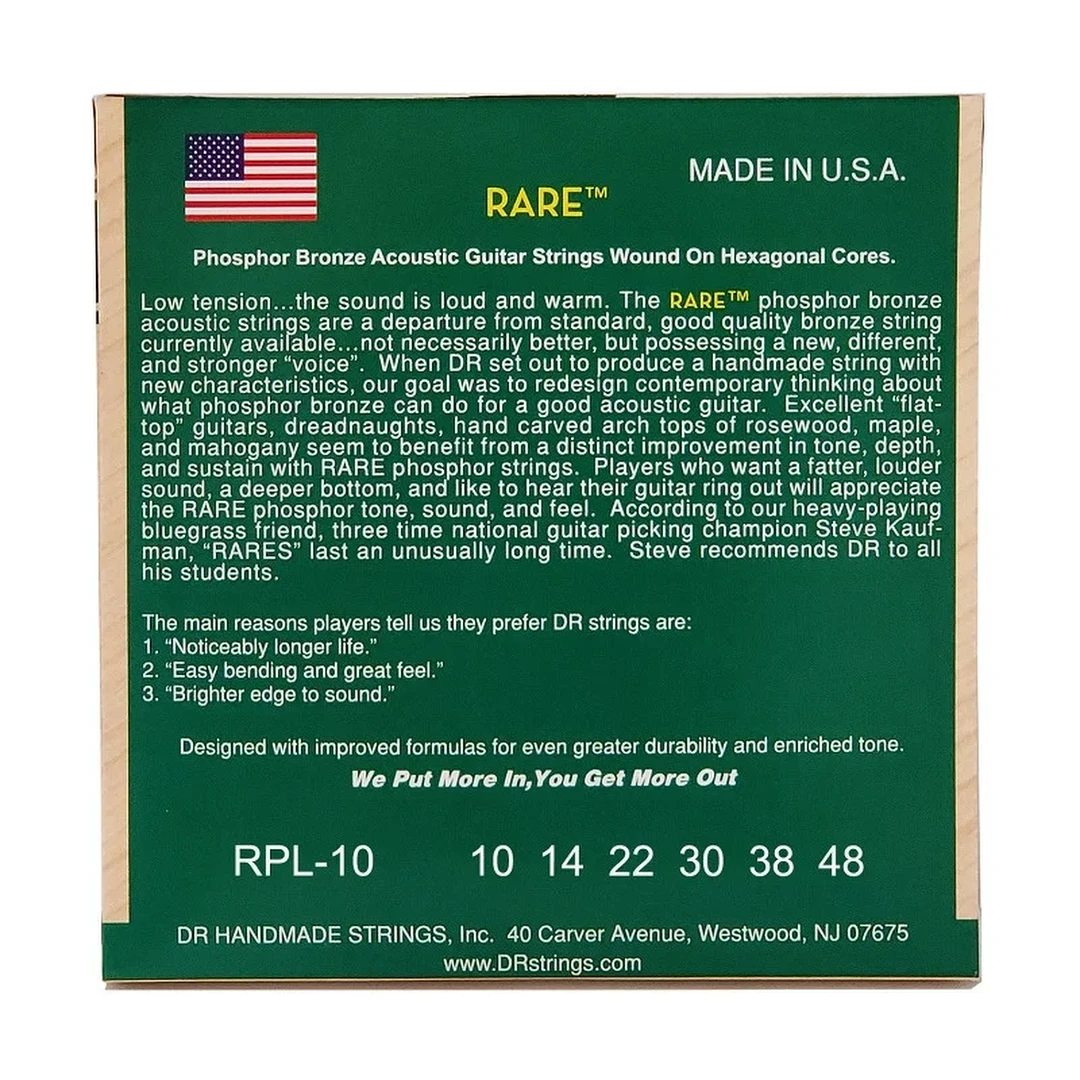 MADE IN U.S.A.
RARE™
Phosphor Bronze Acoustic Guitar Strings Wound On Hexagonal Cores.
Low tension...the sound is loud and warm. The RARE™ phosphor bronze
acoustic strings are a departure from standard, good quality bronze string
currently available...not necessarily better, but possessing a new, different,
and stronger “voice”. When DR set out to produce a handmade string with
new characteristics, our goal was to redesign contemporary thinking about
what phosphor bronze can do for a good acoustic guitar. Excellent “flat-
top” guitars, dreadnaughts, hand carved arch tops of rosewood, maple,
and mahogany seem to benefit from a distinct improvement in tone, depth,
and sustain with RARE phosphor strings. Players who want a fatter, louder
sound, a deeper bottom, and like to hear their guitar ring out will appreciate
the RARE phosphor tone, sound, and feel. According to our heavy-playing
bluegrass friend, three time national guitar picking champion Steve Kauf-
man, “RARES” last an unusually long time. Steve recommends DR to all
his students.
The main reasons players tell us they prefer DR strings are:
1. “Noticeably longer life.”
2. “Easy bending and great feel.”
3. “Brighter edge to sound.”
Designed with improved formulas for even greater durability and enriched tone.
We Put More In,You Get More Out
RPL-10 10 14 22 30 38 48
DR HANDMADE STRINGS, Inc. 40 Carver Avenue, Westwood, NJ 07675
www.DRstrings.com